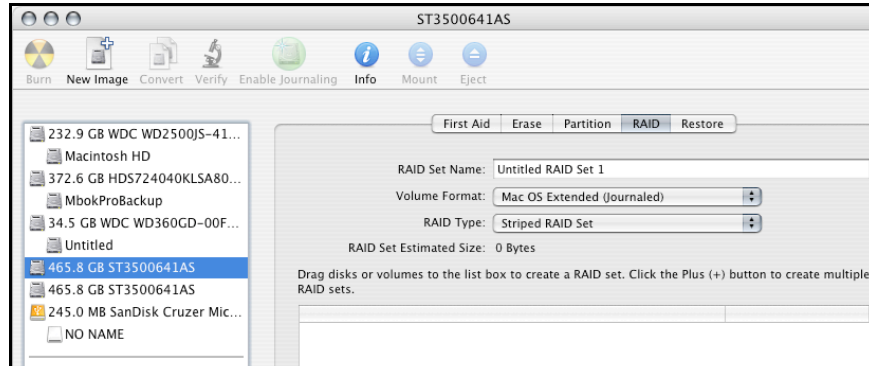 ST3500641AS
Burn New Image Convert Verify Enable Journaling Info Mount Eject
First Aid Erase Partition RAID Restore
232.9 GB WDC WD2500JS-41...
Macintosh HD
372.6 GB HDS724040KLSA80...
MbokProBackup
34.5 GB WDC WD360GD-00F...
Untitled
465.8 GB ST3500641AS
465.8 GB ST3500641AS
245.0 MB SanDisk Cruzer Mic...
NO NAME
RAID Set Name: Untitled RAID Set 1
Volume Format: Mac OS Extended (Journaled)
RAID Type: Striped RAID Set
RAID Set Estimated Size: 0 Bytes
Drag disks or volumes to the list box to create a RAID set. Click the Plus (+) button to create multiple
RAID sets.